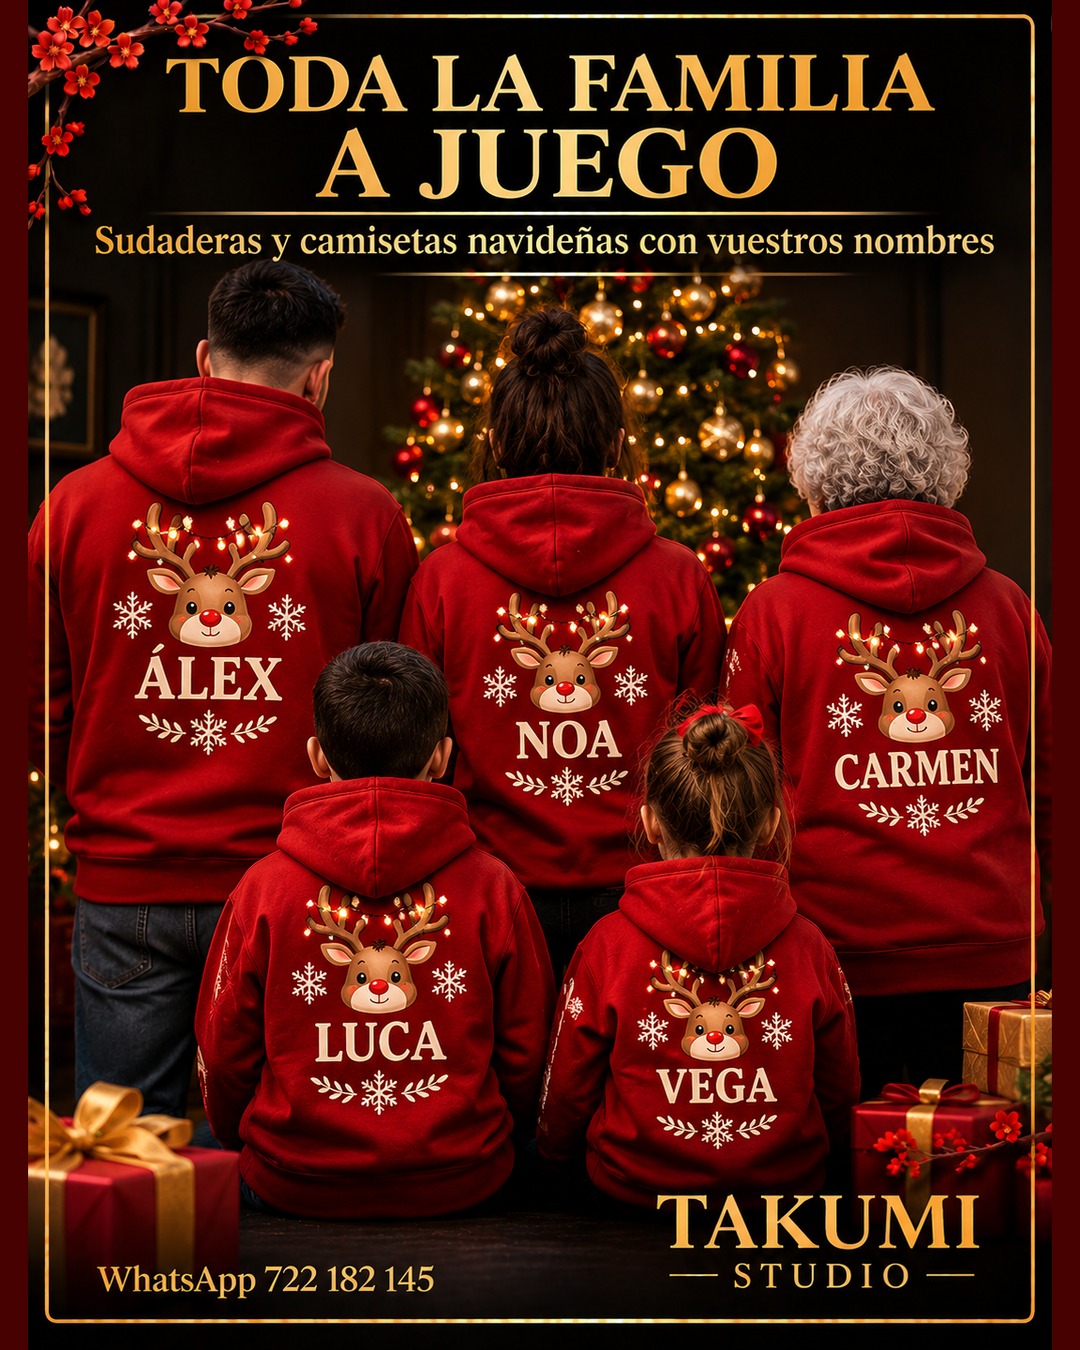 TODA LA FAMILIA
A JUEGO
Sudaderas y camisetas navideñas con vuestros nombres
ÁLEX
NOA
CARMEN
LUCA
VEGA
TAKUMI
STUDIO
WhatsApp 722 182 145